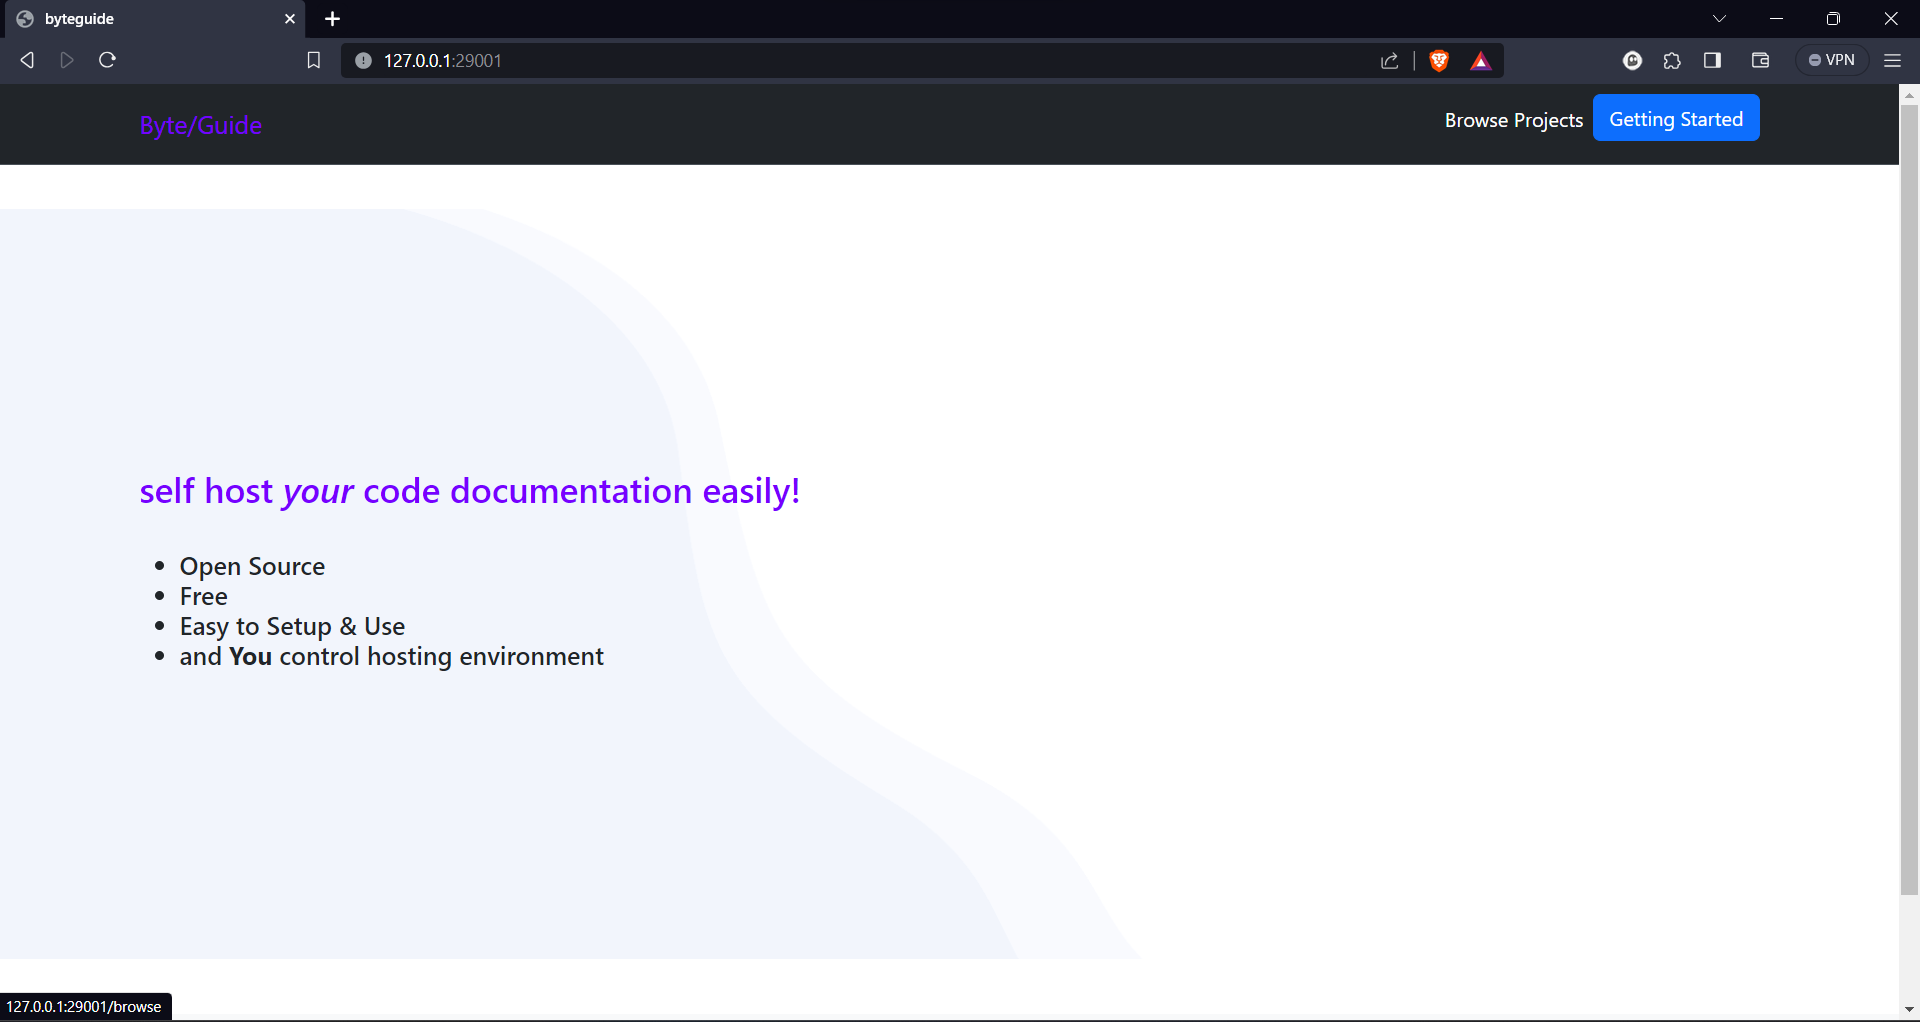 byteguide
127.0.0.1:29001
VPN
Byte/Guide
Browse Projects
Getting Started
self host your code documentation easily!
• Open Source
• Free
• Easy to Setup & Use
• and You control hosting environment
127.0.0.1:29001/browse